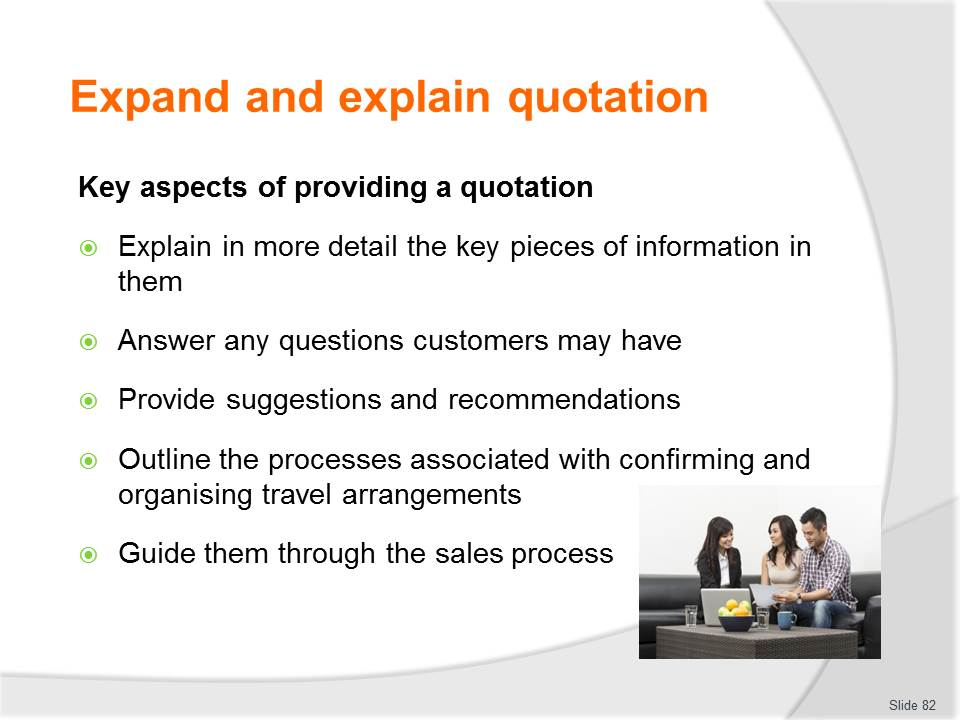 Expand and explain quotation
Key aspects of providing a quotation
Explain in more detail the key pieces of information in
them
Answer any questions customers may have
Provide suggestions and recommendations
Outline the processes associated with confirming and
organising travel arrangements
Guide them through the sales process
Slide 82